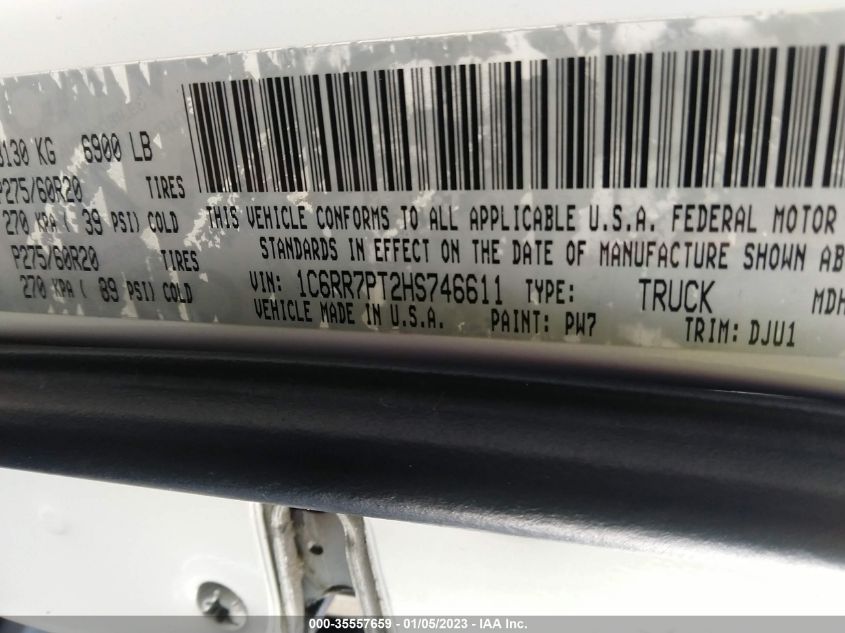 3130 KG 6900 LB
P275/60R20 TIRES
270 KPA ( 39 PSI) COLD
P275/60R20 TIRES
270 KPA ( 89 PSI) COLD
THIS VEHICLE CONFORMS TO ALL APPLICABLE U.S.A. FEDERAL MOTOR
STANDARDS IN EFFECT ON THE DATE OF MANUFACTURE SHOWN AB
VIN: 1C6RR7PT2HS746611 TYPE: TRUCK MDH
VEHICLE MADE IN U.S.A. PAINT: PW7 TRIM: DJU1
000-35557659 - 01/05/2023 - IAA Inc.